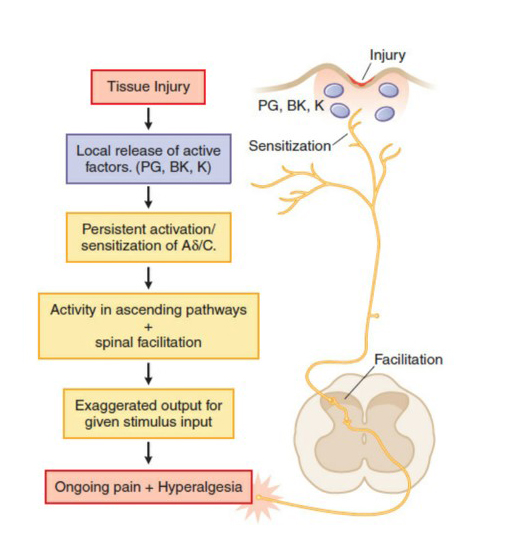 Tissue Injury
Local release of active
factors. (PG, BK, K)
Persistent activation/
sensitization of Aδ/C.
Activity in ascending pathways
+
spinal facilitation
Exaggerated output for
given stimulus input
Ongoing pain + Hyperalgesia
Injury
PG, BK, K
Sensitization
Facilitation